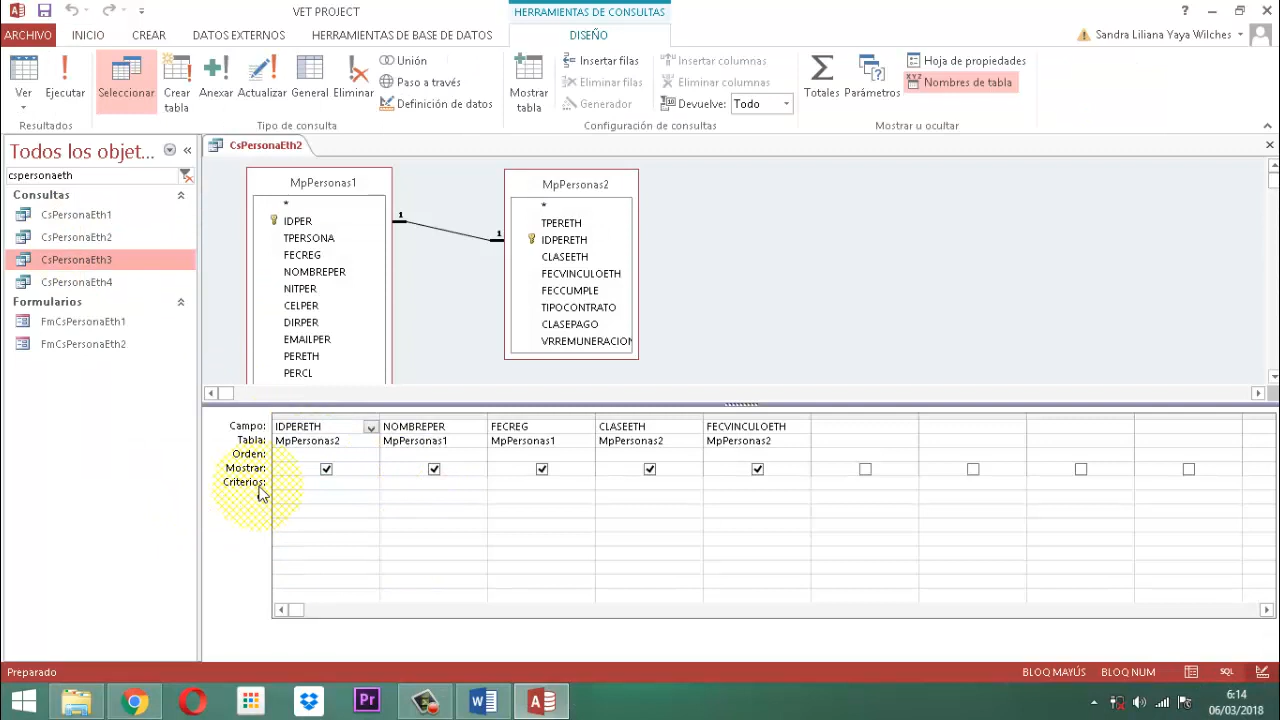 VET PROJECT
HERRAMIENTAS DE CONSULTAS
Sandra Liliana Yaya Wilches
ARCHIVO INICIO CREAR DATOS EXTERNOS HERRAMIENTAS DE BASE DE DATOS DISEÑO
Ver
Ejecutar
Seleccionar
Crear
tabla
Anexar
Actualizar
General
Eliminar
Unión
Paso a través
Definición de datos
Mostrar
tabla
Insertar filas
Eliminar filas
Generador
Insertar columnas
Eliminar columnas
Devuelve: Todo
Totales
Parámetros
Hoja de propiedades
Nombres de tabla
Resultados
Tipo de consulta
Configuración de consultas
Mostrar u ocultar
Todos los objet...
cspersonaeth
Consultas
CsPersonaEth1
CsPersonaEth2
CsPersonaEth3
CsPersonaEth4
Formularios
FmCsPersonaEth1
FmCsPersonaEth2
CsPersonaEth2
MpPersonas1
*
IDPER
TPERSONA
FECREG
NOMBREPER
NITPER
CELPER
DIRPER
EMAILPER
PERETH
PERCL
1
1
MpPersonas2
*
TPERETH
IDPERETH
CLASEETH
FECVINCULOETH
FECCUMPLE
TIPOCONTRATO
CLASEPAGO
VRREMUNERACION
Campo: IDPERETH NOMBREPER FECREG CLASEETH FECVINCULOETH
Tabla: MpPersonas2 MpPersonas1 MpPersonas1 MpPersonas2 MpPersonas2
Orden:
Mostrar:
Criterios:
Preparado
BLOQ MAYÚS BLOQ NUM SQL
Pr
6:14
06/03/2018